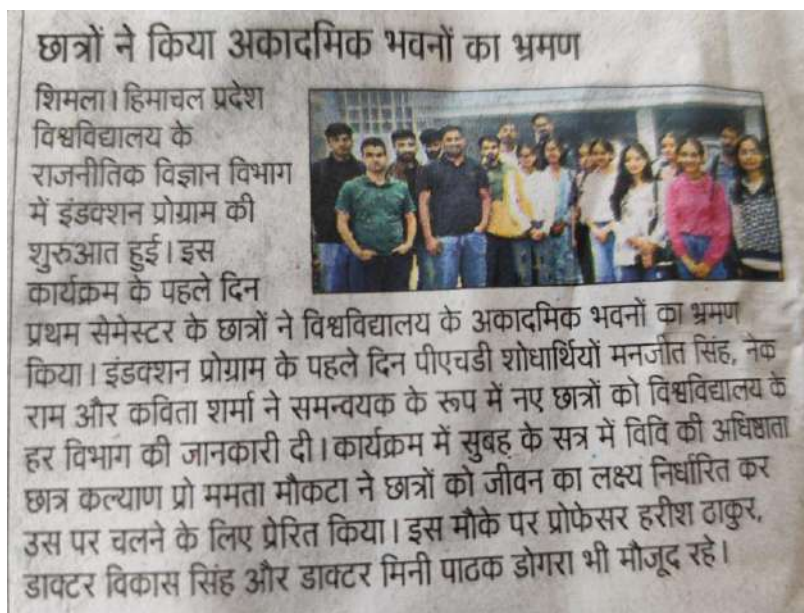 छात्रों ने किया अकादमिक भवनों का भ्रमण
शिमला। हिमाचल प्रदेश
विश्वविद्यालय के
राजनीतिक विज्ञान विभाग
में इंडक्शन प्रोग्राम की
शुरुआत हुई। इस
कार्यक्रम के पहले दिन
प्रथम सेमेस्टर के छात्रों ने विश्वविद्यालय के अकादमिक भवनों का भ्रमण
किया। इंडक्शन प्रोग्राम के पहले दिन पीएचडी शोधार्थियों मनजीत सिंह, नेक
राम और कविता शर्मा ने समन्वयक के रूप में नए छात्रों को विश्वविद्यालय के
हर विभाग की जानकारी दी। कार्यक्रम में सुबह के सत्र में विवि की अधिष्ठाता
छात्र कल्याण प्रो ममता मौकटा ने छात्रों को जीवन का लक्ष्य निर्धारित कर
उस पर चलने के लिए प्रेरित किया। इस मौके पर प्रोफेसर हरीश ठाकुर,
डाक्टर विकास सिंह और डाक्टर मिनी पाठक डोगरा भी मौजूद रहे।